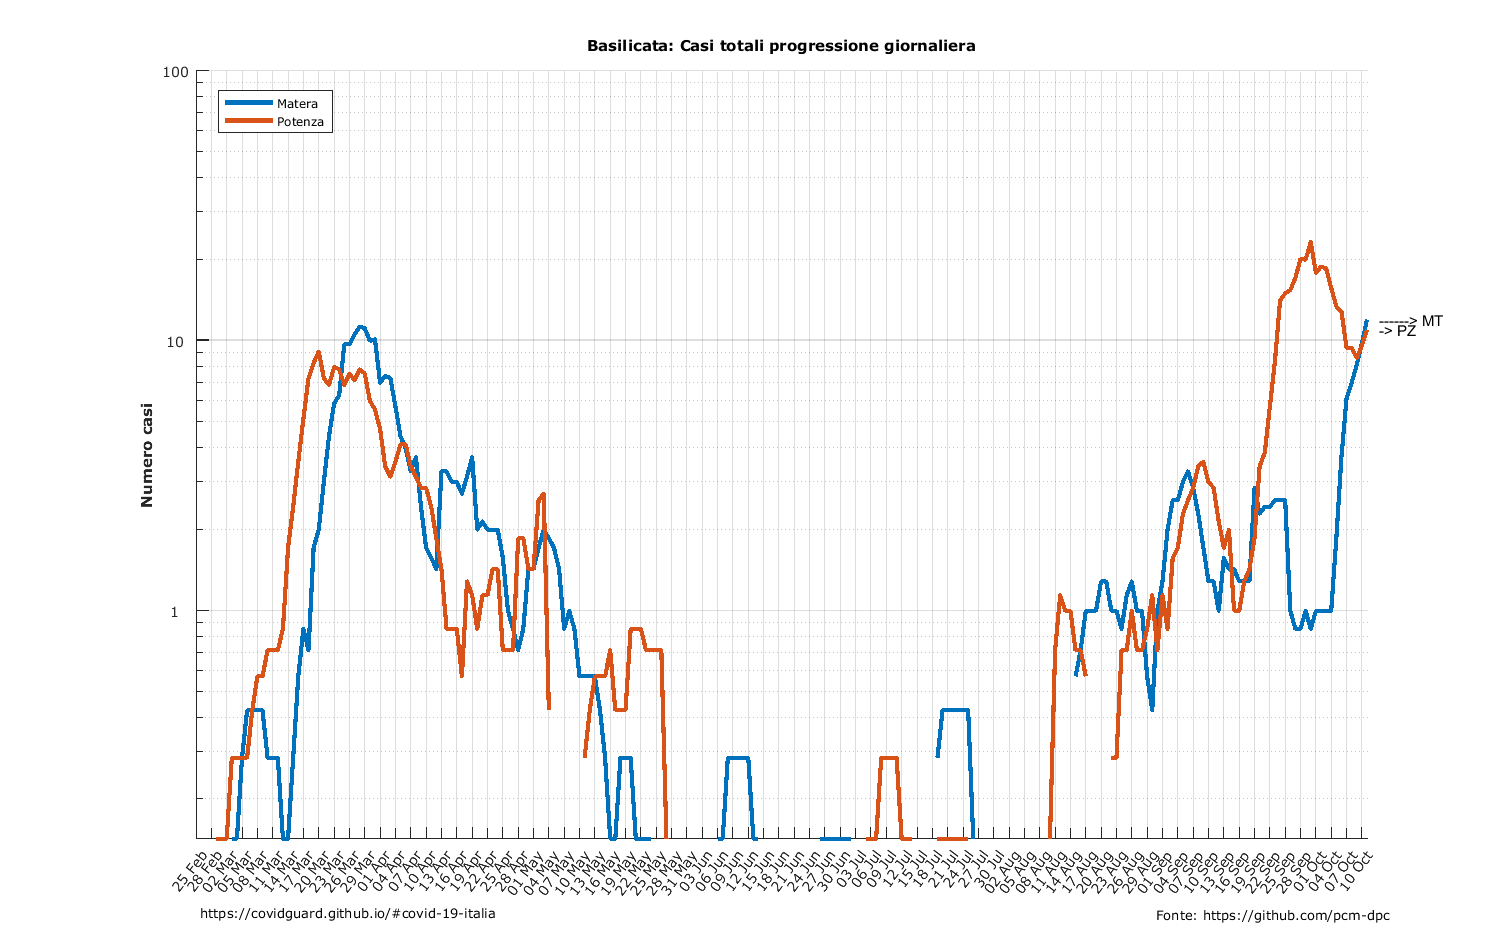 Basilicata: Casi totali progressione giornaliera
100
10
1
Numero casi
Matera
Potenza
------> MT
-> PZ
25 Feb
28 Feb
02 Mar
05 Mar
08 Mar
11 Mar
14 Mar
17 Mar
20 Mar
23 Mar
26 Mar
29 Mar
01 Apr
04 Apr
07 Apr
10 Apr
13 Apr
16 Apr
19 Apr
22 Apr
25 Apr
28 Apr
01 May
04 May
07 May
10 May
13 May
16 May
19 May
22 May
25 May
28 May
31 May
03 Jun
06 Jun
09 Jun
12 Jun
15 Jun
18 Jun
21 Jun
24 Jun
27 Jun
30 Jun
03 Jul
06 Jul
09 Jul
12 Jul
15 Jul
18 Jul
21 Jul
24 Jul
27 Jul
30 Jul
02 Aug
05 Aug
08 Aug
11 Aug
14 Aug
17 Aug
20 Aug
23 Aug
26 Aug
29 Aug
01 Sep
04 Sep
07 Sep
10 Sep
13 Sep
16 Sep
19 Sep
22 Sep
25 Sep
28 Sep
01 Oct
04 Oct
07 Oct
10 Oct
https://covidguard.github.io/#covid-19-italia
Fonte: https://github.com/pcm-dpc